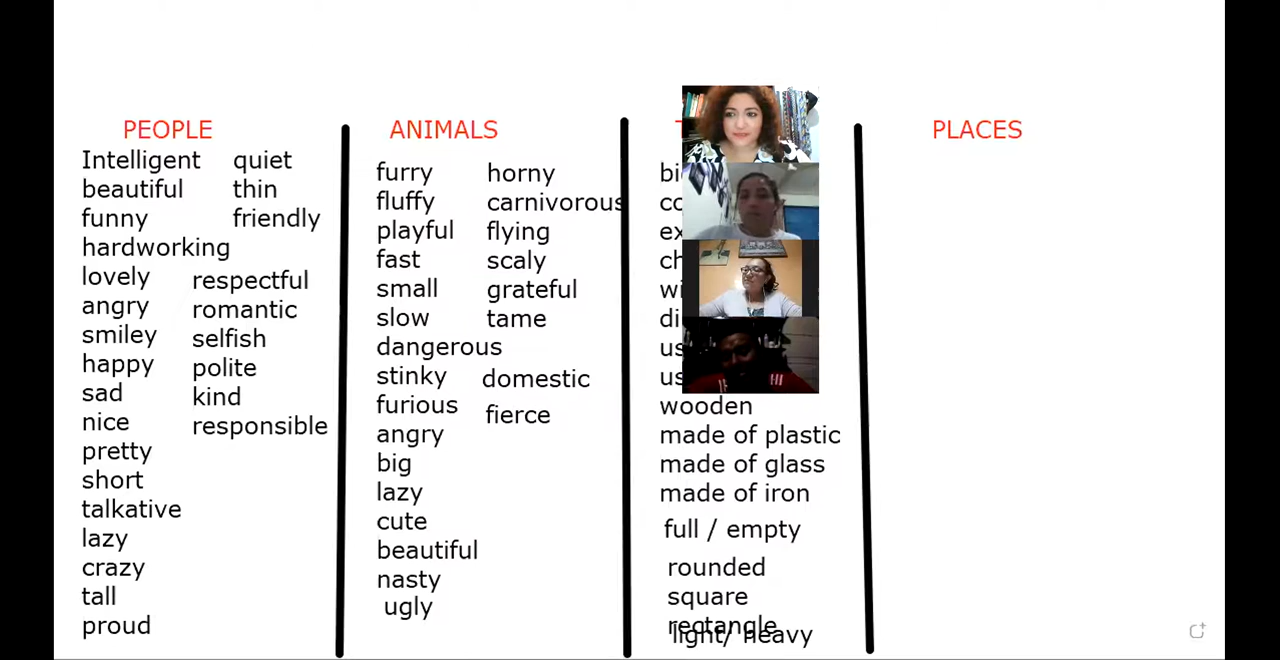 PEOPLE
Intelligent quiet
beautiful thin
funny friendly
hardworking
lovely respectful
angry romantic
smiley selfish
happy polite
sad kind
nice responsible
pretty
short
talkative
lazy
crazy
tall
proud
ANIMALS
furry horny
fluffy carnivorous
playful flying
fast scaly
small grateful
slow tame
dangerous
stinky domestic
furious fierce
angry
big
lazy
cute
beautiful
nasty
ugly
wooden
made of plastic
made of glass
made of iron
full / empty
rounded
square
rectangle
light/ heavy
PLACES